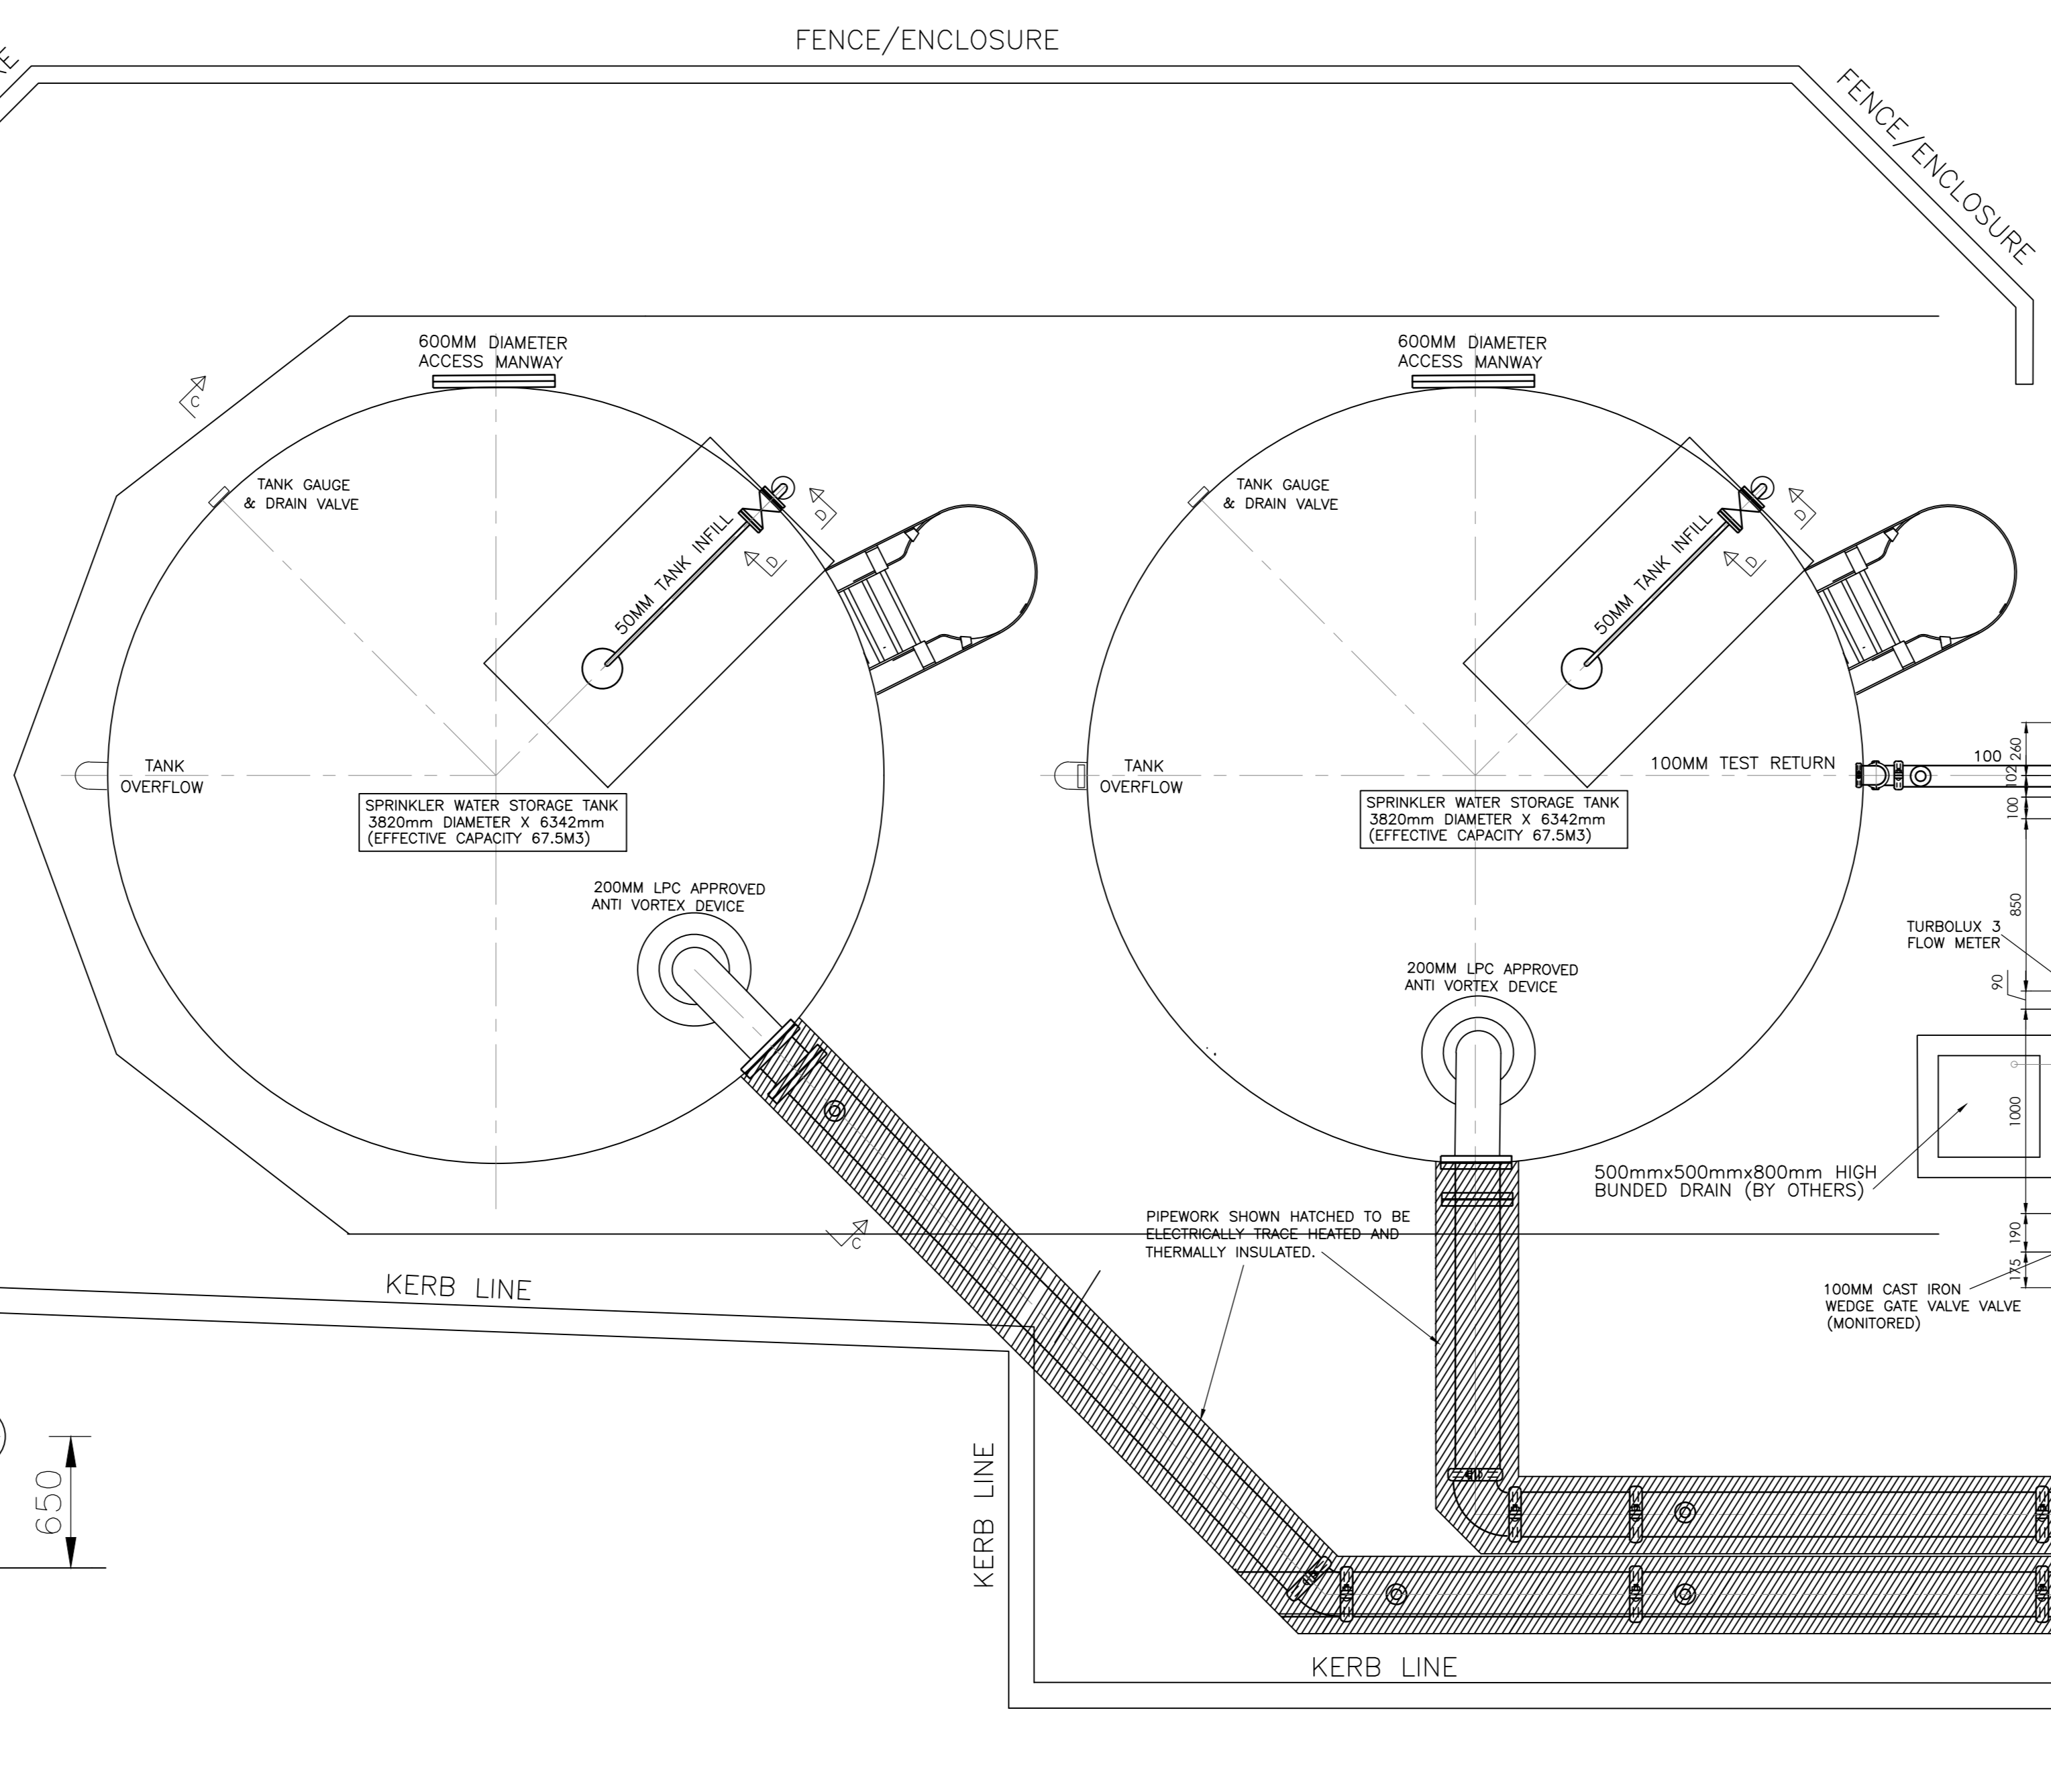 FENCE/ENCLOSURE
FENCE/ENCLOSURE
600MM DIAMETER
ACCESS MANWAY
600MM DIAMETER
ACCESS MANWAY
C
TANK GAUGE
& DRAIN VALVE
50MM TANK INFILL
D
D
TANK GAUGE
& DRAIN VALVE
50MM TANK INFILL
D
D
TANK
OVERFLOW
SPRINKLER WATER STORAGE TANK
3820mm DIAMETER X 6342mm
(EFFECTIVE CAPACITY 67.5M3)
TANK
OVERFLOW
100MM TEST RETURN
SPRINKLER WATER STORAGE TANK
3820mm DIAMETER X 6342mm
(EFFECTIVE CAPACITY 67.5M3)
100
260
102
100
850
90
1000
190
175
200MM LPC APPROVED
ANTI VORTEX DEVICE
200MM LPC APPROVED
ANTI VORTEX DEVICE
TURBOLUX 3
FLOW METER
500mmx500mmx800mm HIGH
BUNDED DRAIN (BY OTHERS)
PIPEWORK SHOWN HATCHED TO BE
ELECTRICALLY TRACE HEATED AND
THERMALLY INSULATED.
C
100MM CAST IRON
WEDGE GATE VALVE VALVE
(MONITORED)
KERB LINE
KERB LINE
650
KERB LINE